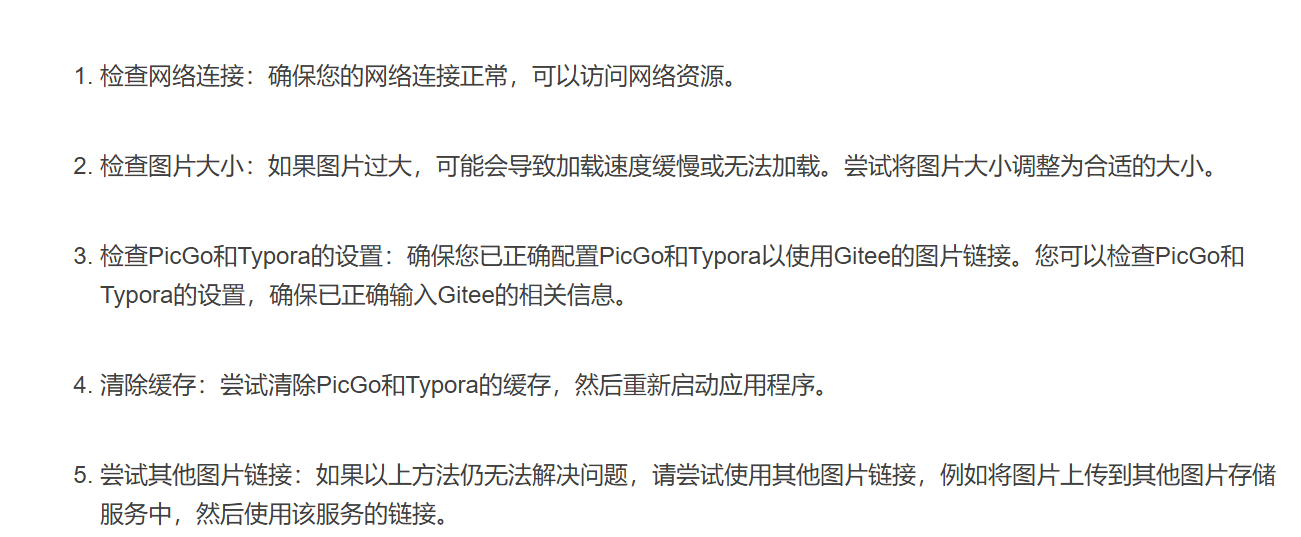 1. 检查网络连接：确保您的网络连接正常，可以访问网络资源。
2. 检查图片大小：如果图片过大，可能会导致加载速度缓慢或无法加载。尝试将图片大小调整为合适的大小。
3. 检查PicGo和Typora的设置：确保您已正确配置PicGo和Typora以使用Gitee的图片链接。您可以检查PicGo和
Typora的设置，确保已正确输入Gitee的相关信息。
4. 清除缓存：尝试清除PicGo和Typora的缓存，然后重新启动应用程序。
5. 尝试其他图片链接：如果以上方法仍无法解决问题，请尝试使用其他图片链接，例如将图片上传到其他图片存储
服务中，然后使用该服务的链接。